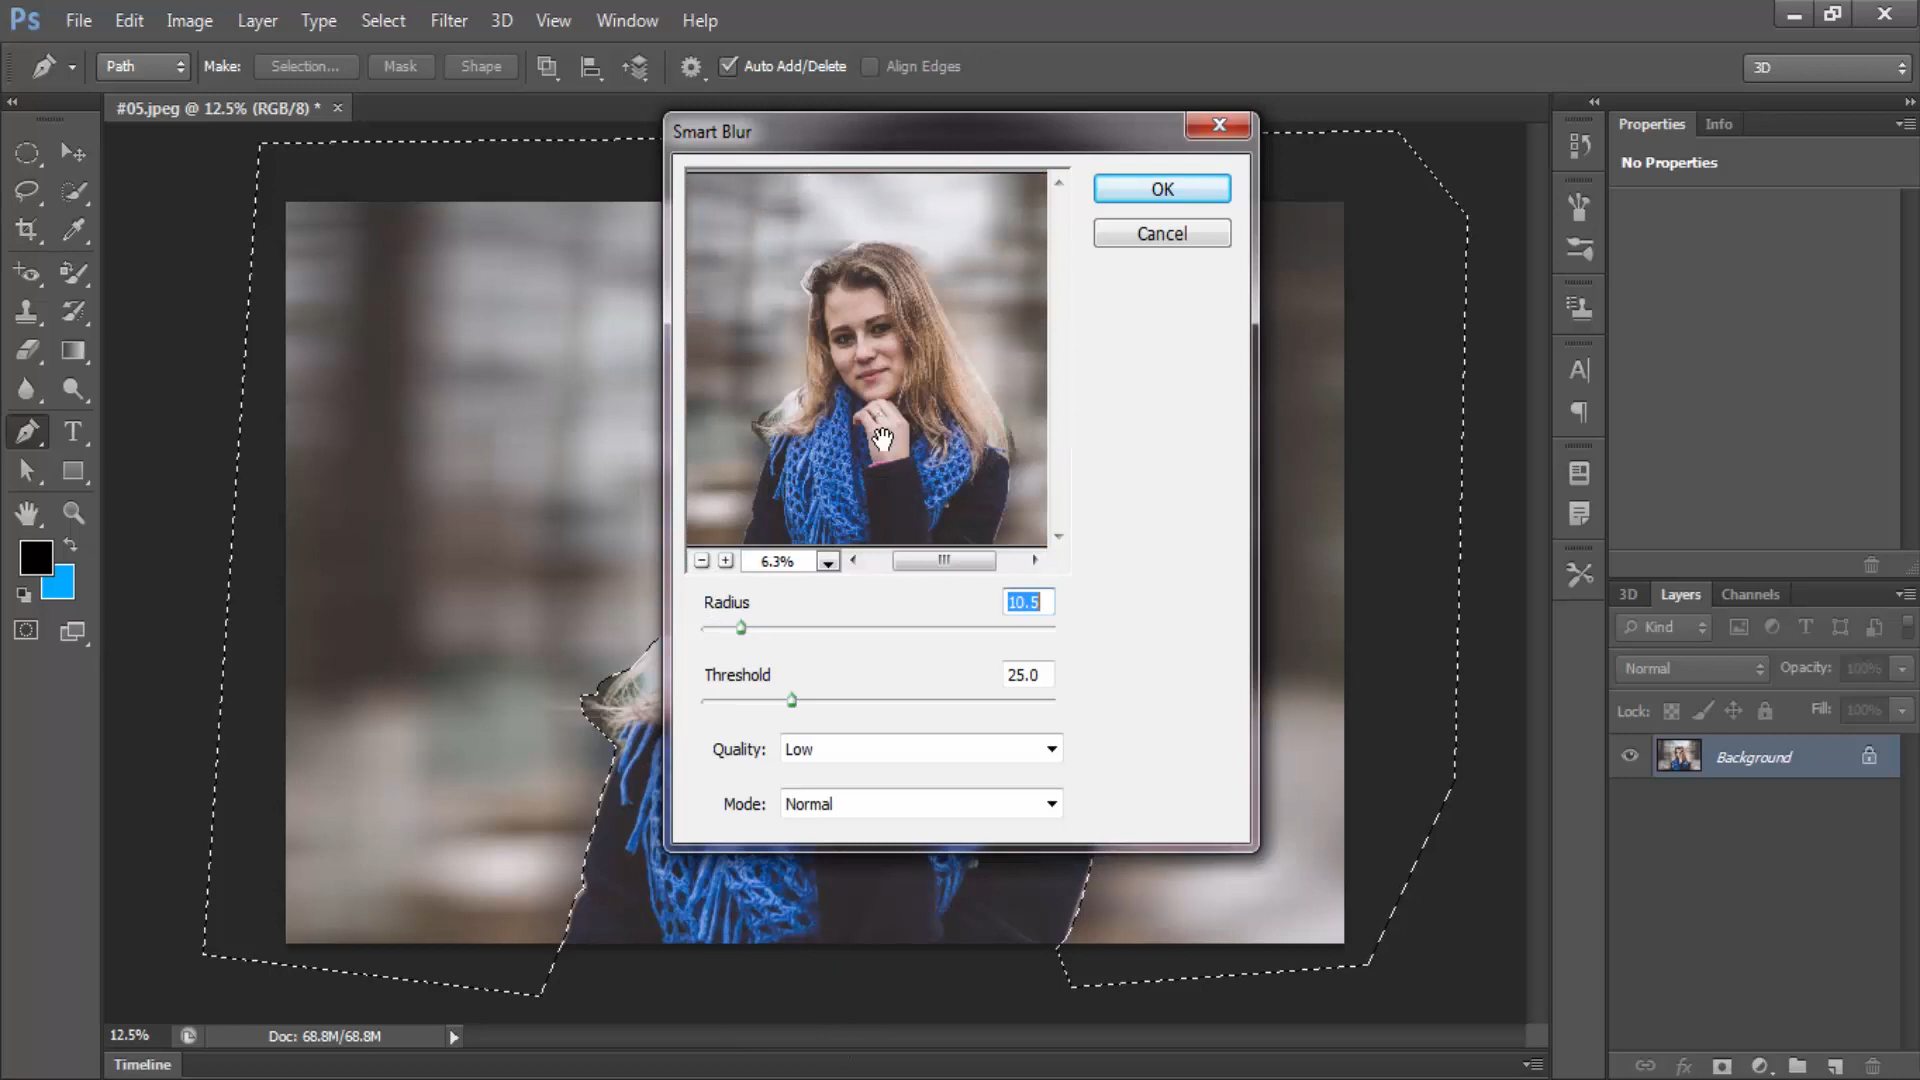 Ps File Edit Image Layer Type Select Filter 3D View Window Help
Path Make: Selection... Mask Shape Auto Add/Delete Align Edges 3D
#05.jpeg @ 12.5% (RGB/8) * ×
Smart Blur
OK
Cancel
6.3%
Radius 10.5
Threshold 25.0
Quality: Low
Mode: Normal
Properties Info
No Properties
3D Layers Channels
Kind
Normal Opacity: 100%
Lock: Fill: 100%
Background
12.5% Doc: 68.8M/68.8M
Timeline